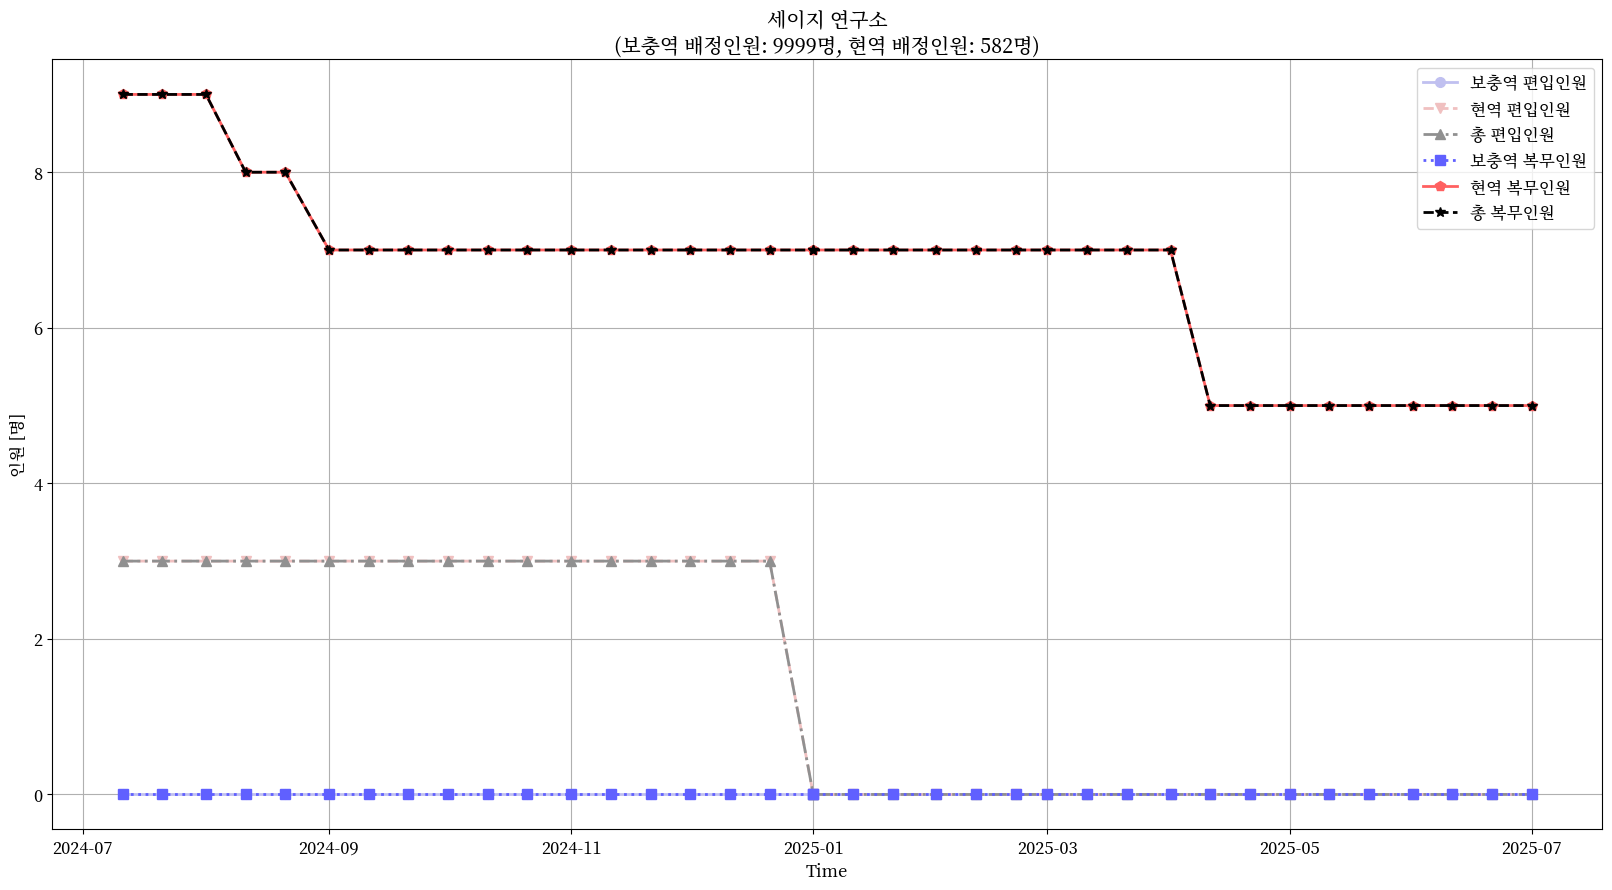 세이지 연구소
(보충역 배정인원: 9999명, 현역 배정인원: 582명)
보충역 편입인원
현역 편입인원
총 편입인원
보충역 복무인원
현역 복무인원
총 복무인원
인원 [명]
8
6
4
2
0
2024-07
2024-09
2024-11
2025-01
2025-03
2025-05
2025-07
Time